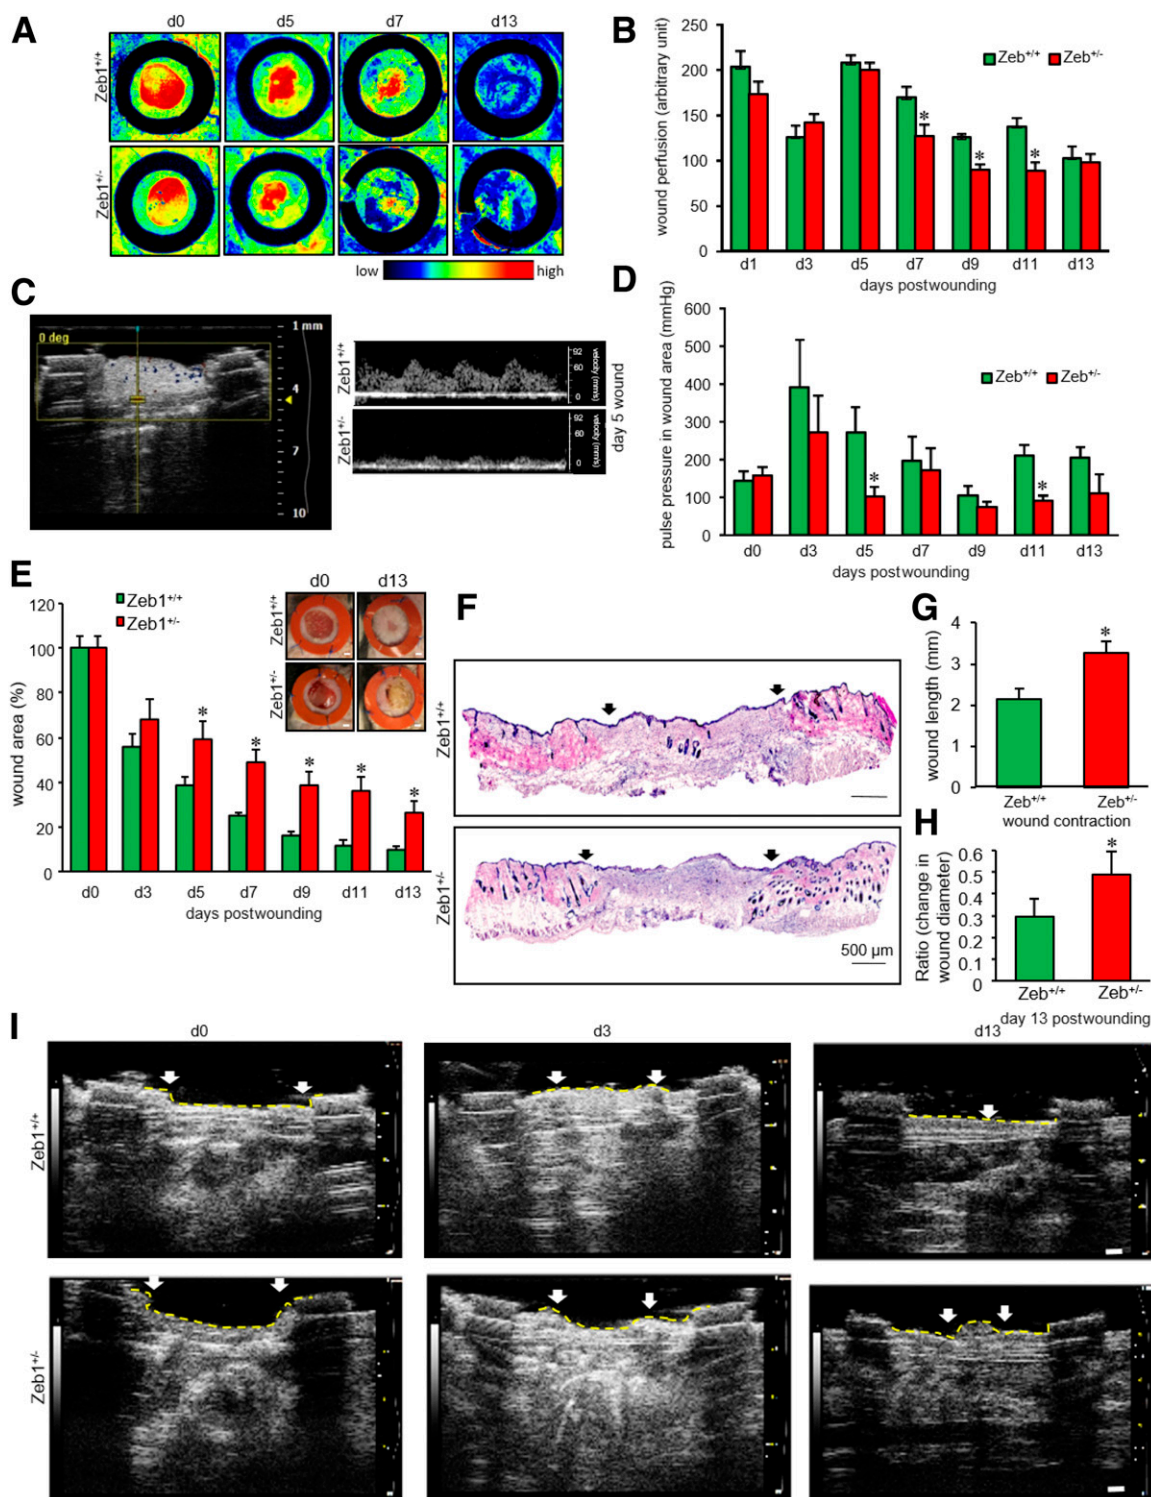 A
d0 d5 d7 d13
Zeb1+/+
Zeb1+/-
low high
B
wound perfusion (arbitrary unit)
250
200
150
100
50
0
Zeb+/+ Zeb+/-
* * *
d1 d3 d5 d7 d9 d11 d13
days postwounding
C
0 deg
1 mm
4
7
10
Zeb1+/+
92
60
0
velocity (mm/s)
Zeb1+/-
92
60
0
velocity (mm/s)
day 5 wound
D
pulse pressure in wound area (mmHg)
600
500
400
300
200
100
0
Zeb+/+ Zeb+/-
* *
d0 d3 d5 d7 d9 d11 d13
days postwounding
E
wound area (%)
120
100
80
60
40
20
0
Zeb1+/+
Zeb1+/-
* * * * *
d0 d3 d5 d7 d9 d11 d13
days postwounding
d0 d13
Zeb1+/+
Zeb1+/-
F
Zeb1+/+
Zeb1+/-
500 µm
G
wound length (mm)
4
3
2
1
0
*
Zeb+/+ Zeb+/-
wound contraction
H
Ratio (change in
wound diameter)
0.6
0.5
0.4
0.3
0.2
0.1
0
*
Zeb+/+ Zeb+/-
day 13 postwounding
I
d0 d3 d13
Zeb1+/+
Zeb1+/-